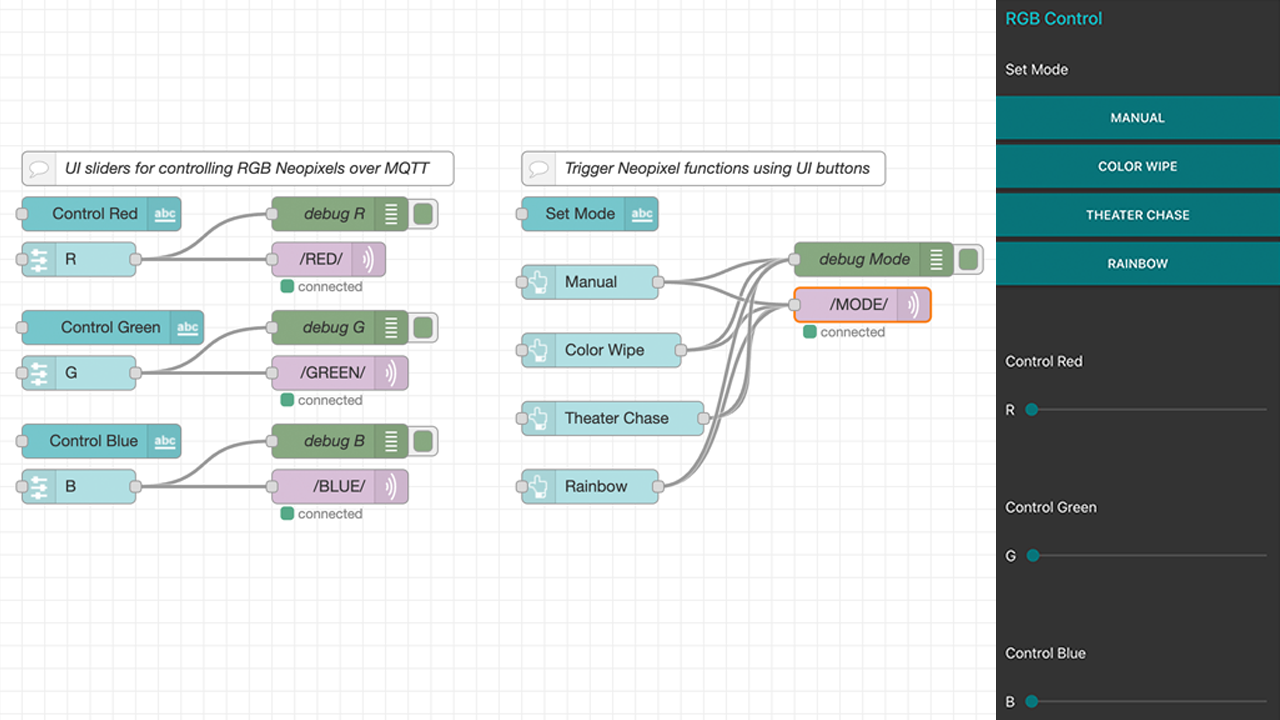 UI sliders for controlling RGB Neopixels over MQTT
Control Red abc
debug R
R
/RED/
connected
Control Green abc
debug G
G
/GREEN/
connected
Control Blue abc
debug B
B
/BLUE/
connected
Trigger Neopixel functions using UI buttons
Set Mode abc
debug Mode
Manual
/MODE/
connected
Color Wipe
Theater Chase
Rainbow
RGB Control
Set Mode
MANUAL
COLOR WIPE
THEATER CHASE
RAINBOW
Control Red
R
Control Green
G
Control Blue
B